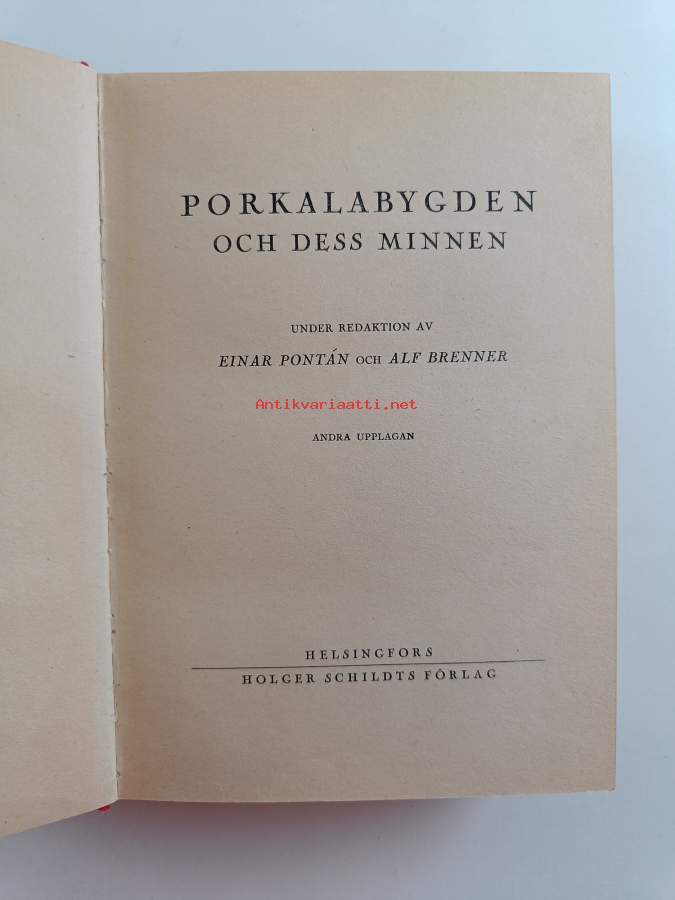 PORKALABYGDEN
OCH DESS MINNEN
UNDER REDAKTION AV
EINAR PONTÁN OCH ALF BRENNER
Antikvariaatti.net
ANDRA UPPLAGAN
HELSINGFORS
HOLGER SCHILDTS FÖRLAG